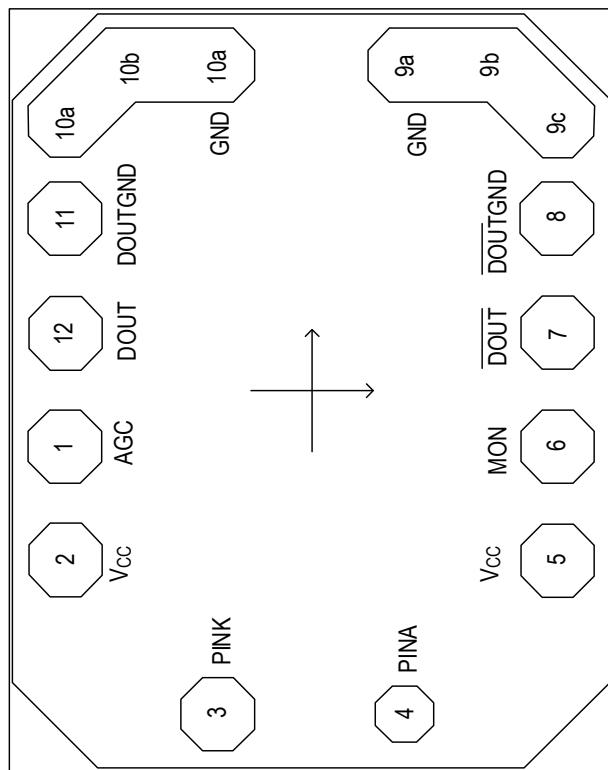 10a
10b
10a
GND
9a
9b
9c
GND
11
DOUTGND
8
DOUTGND
12
DOUT
7
DOUT
1
AGC
6
MON
2
Vcc
5
Vcc
3
PINK
4
PINA